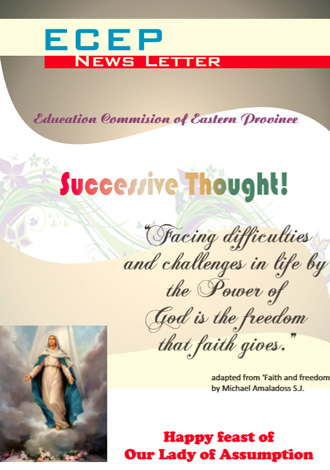 ECEP
NEWS LETTER
Education Commision of Eastern Province
Successive Thought!
"Facing difficulties
and challenges in life by
the Power of
God is the freedom
that faith gives."
adapted from 'Faith and freedom
by Michael Amaladoss S.J.
Happy feast of
Our Lady of Assumption